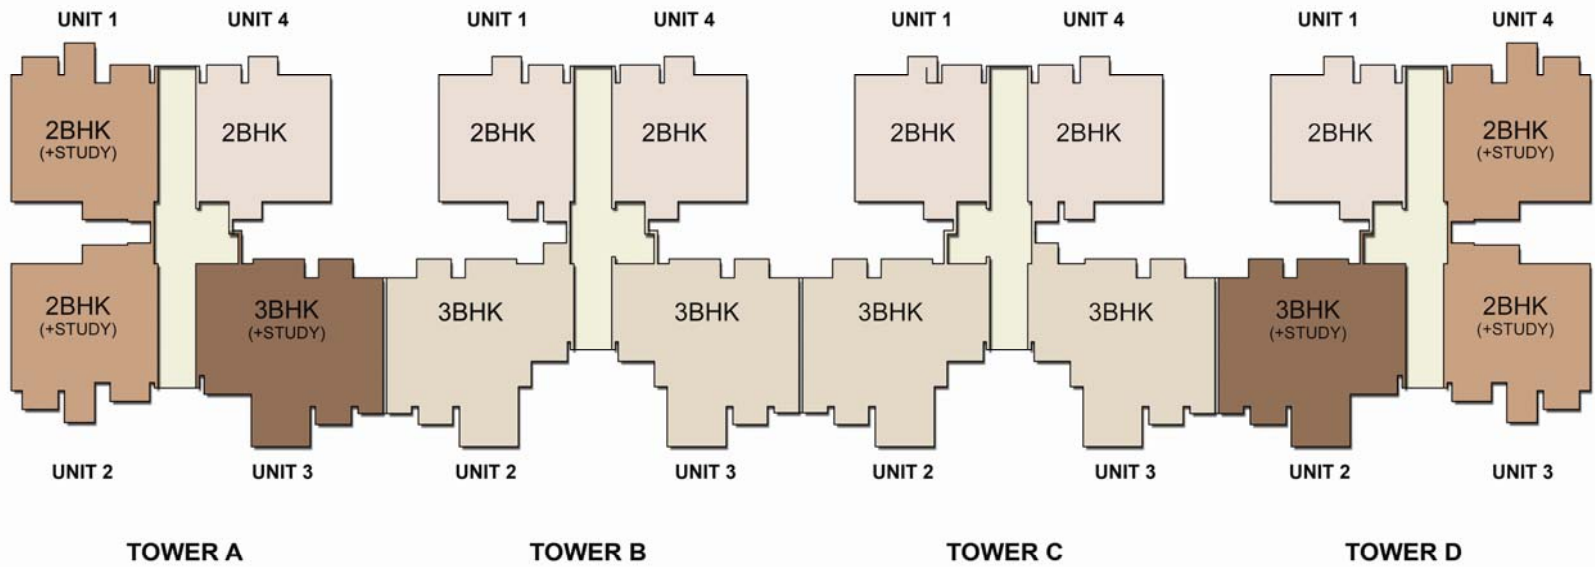 UNIT 1
UNIT 4
UNIT 1
UNIT 4
UNIT 1
UNIT 4
UNIT 1
UNIT 4
2BHK
(+STUDY)
2BHK
2BHK
2BHK
2BHK
2BHK
2BHK
2BHK
(+STUDY)
2BHK
(+STUDY)
3BHK
(+STUDY)
3BHK
3BHK
3BHK
3BHK
3BHK
(+STUDY)
2BHK
(+STUDY)
UNIT 2
UNIT 3
UNIT 2
UNIT 3
UNIT 2
UNIT 3
UNIT 2
UNIT 3
TOWER A
TOWER B
TOWER C
TOWER D